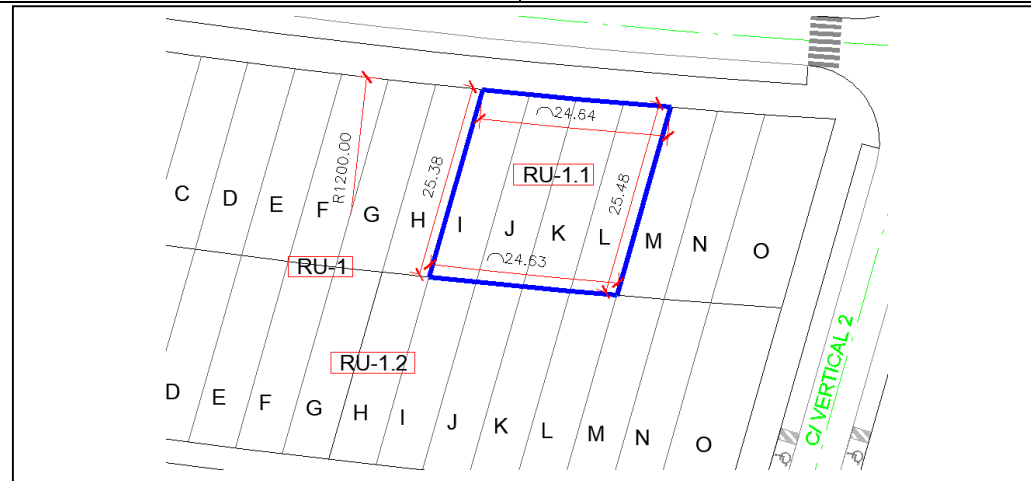 24.64
R1200.00
25.38
RU-1.1
25.48
C D E F G H I J K L M N O
24.63
RU-1
RU-1.2
C/ VERTICAL 2
D E F G H I J K L M N O